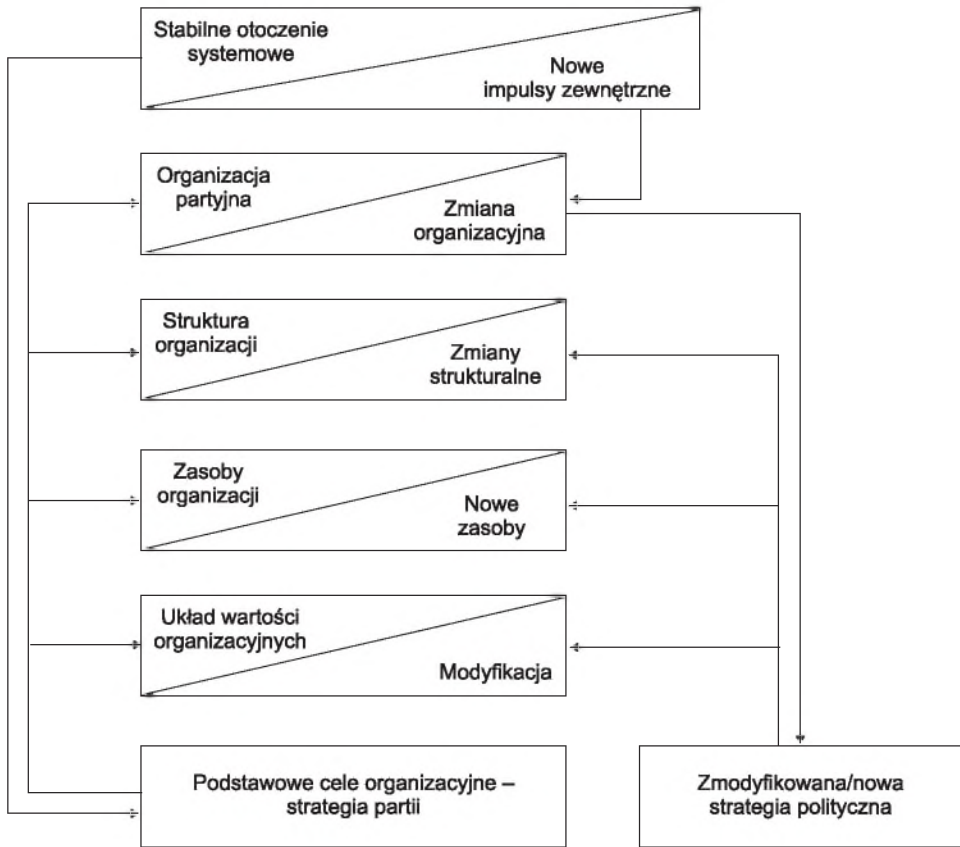 Stabilne otoczenie
systemowe
Nowe
impulsy zewnętrzne
Organizacja
partyjna
Zmiana
organizacyjna
Struktura
organizacji
Zmiany
strukturalne
Zasoby
organizacji
Nowe
zasoby
Układ wartości
organizacyjnych
Modyfikacja
Podstawowe cele organizacyjne –
strategia partii
Zmodyfikowana/nowa
strategia polityczna